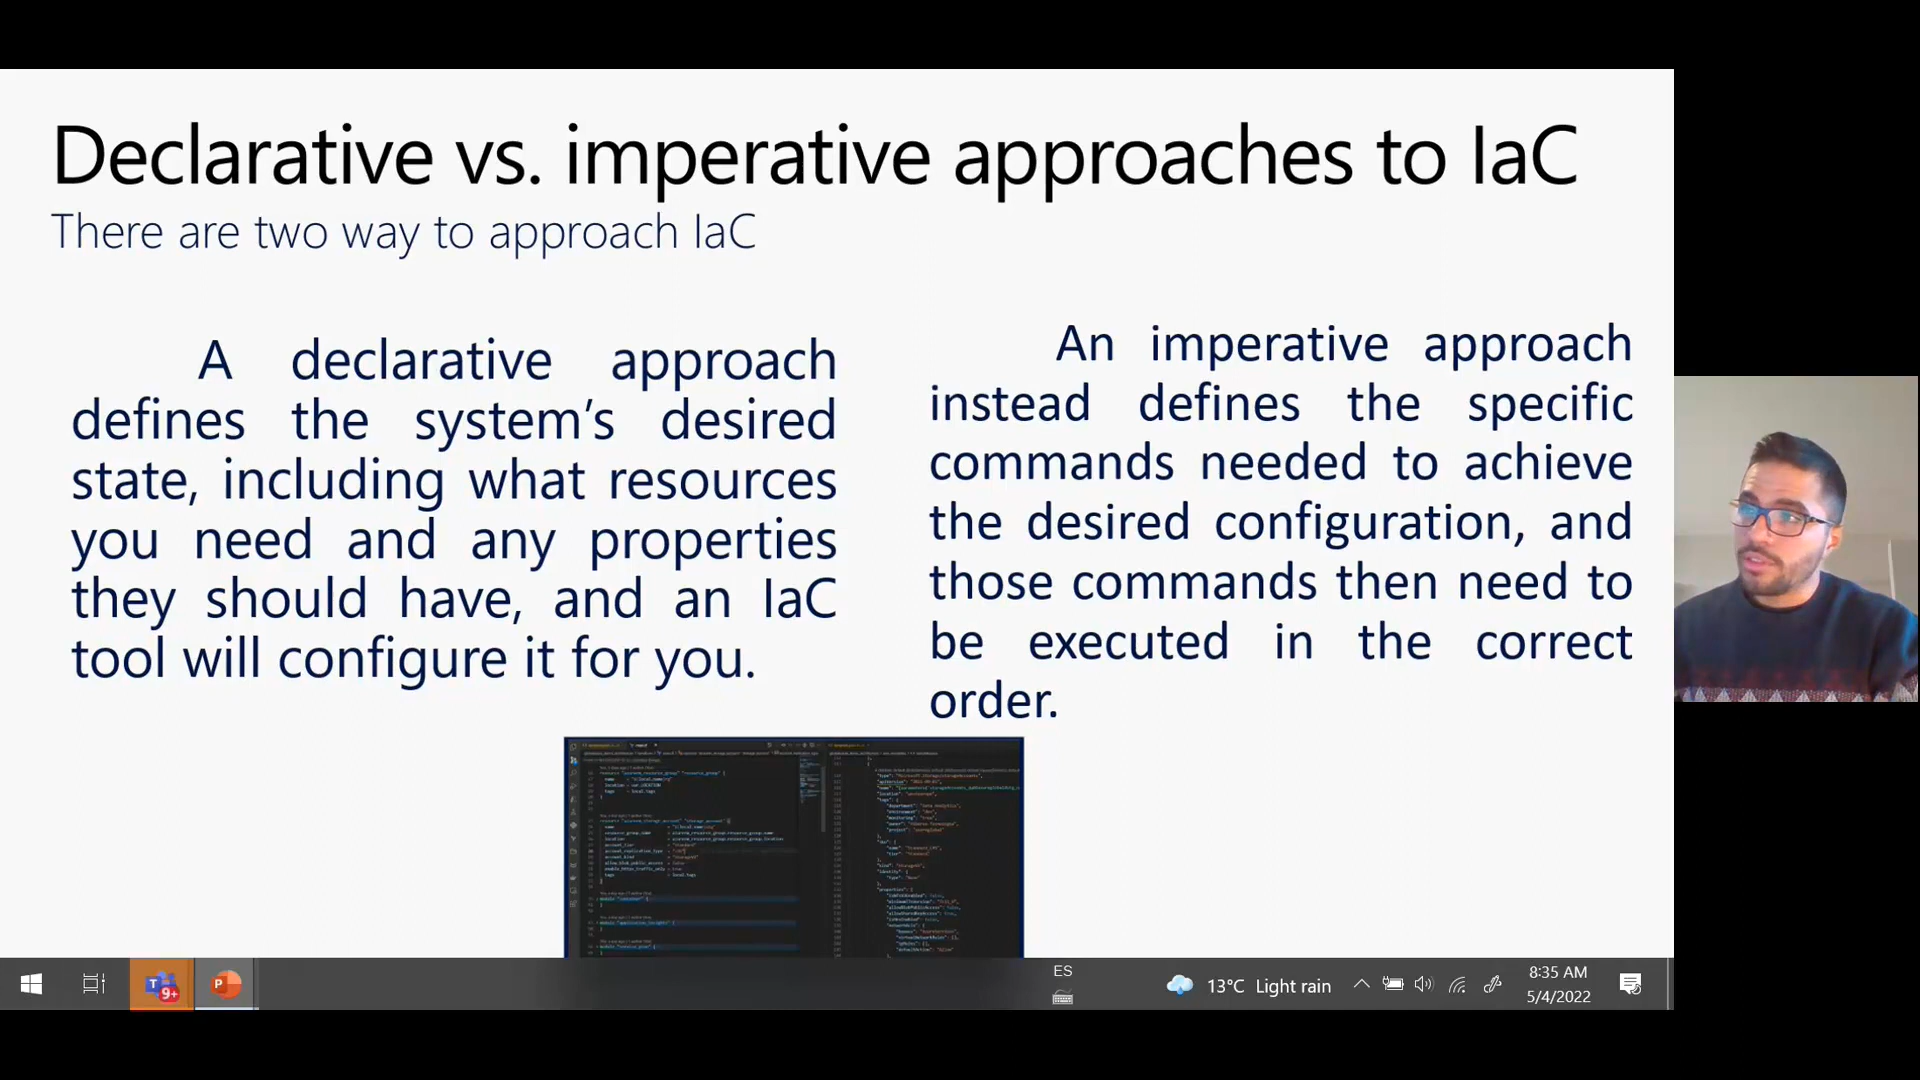 Declarative vs. imperative approaches to IaC
There are two way to approach IaC
A declarative approach
defines the system’s desired
state, including what resources
you need and any properties
they should have, and an IaC
tool will configure it for you.
An imperative approach
instead defines the specific
commands needed to achieve
the desired configuration, and
those commands then need to
be executed in the correct
order.
T 9+
P
ES
13°C Light rain
8:35 AM
5/4/2022